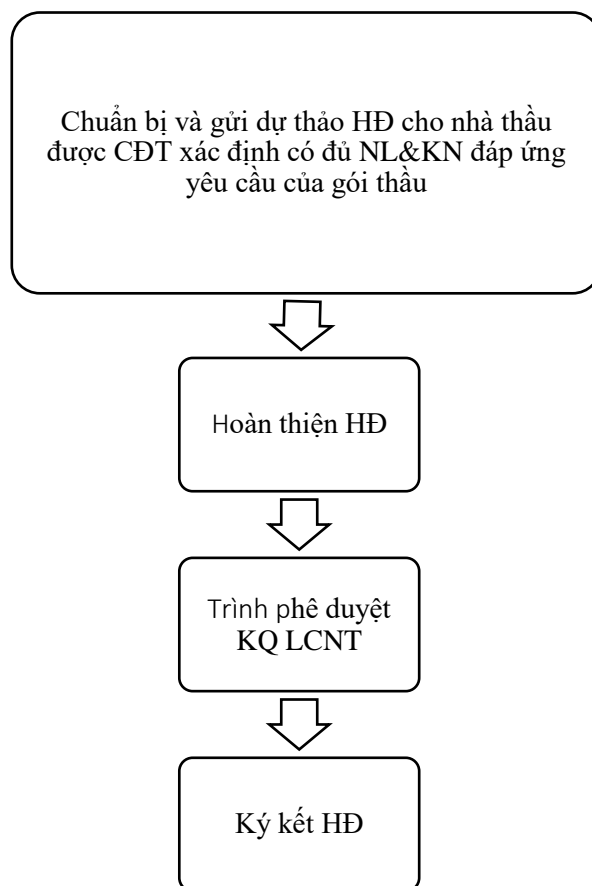 Chuẩn bị và gửi dự thảo HĐ cho nhà thầu
được CĐT xác định có đủ NL&KN đáp ứng
yêu cầu của gói thầu
Hoàn thiện HĐ
Trình phê duyệt
KQ LCNT
Ký kết HĐ